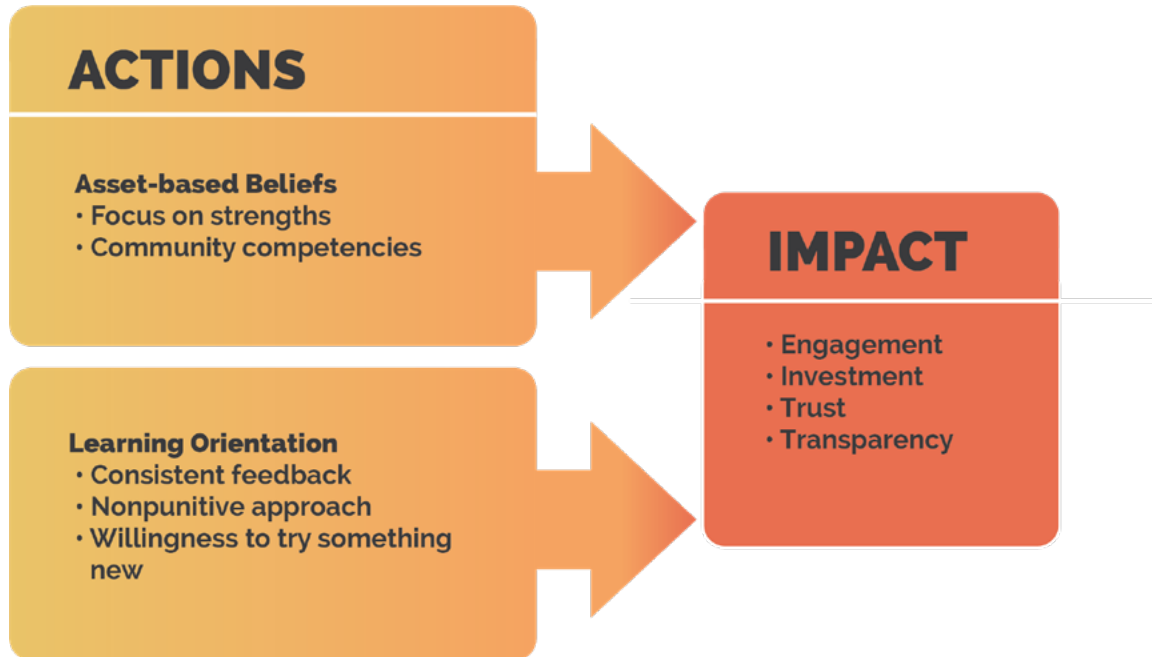 ACTIONS
Asset-based Beliefs
• Focus on strengths
• Community competencies
Learning Orientation
• Consistent feedback
• Nonpunitive approach
• Willingness to try something
new
IMPACT
• Engagement
• Investment
• Trust
• Transparency